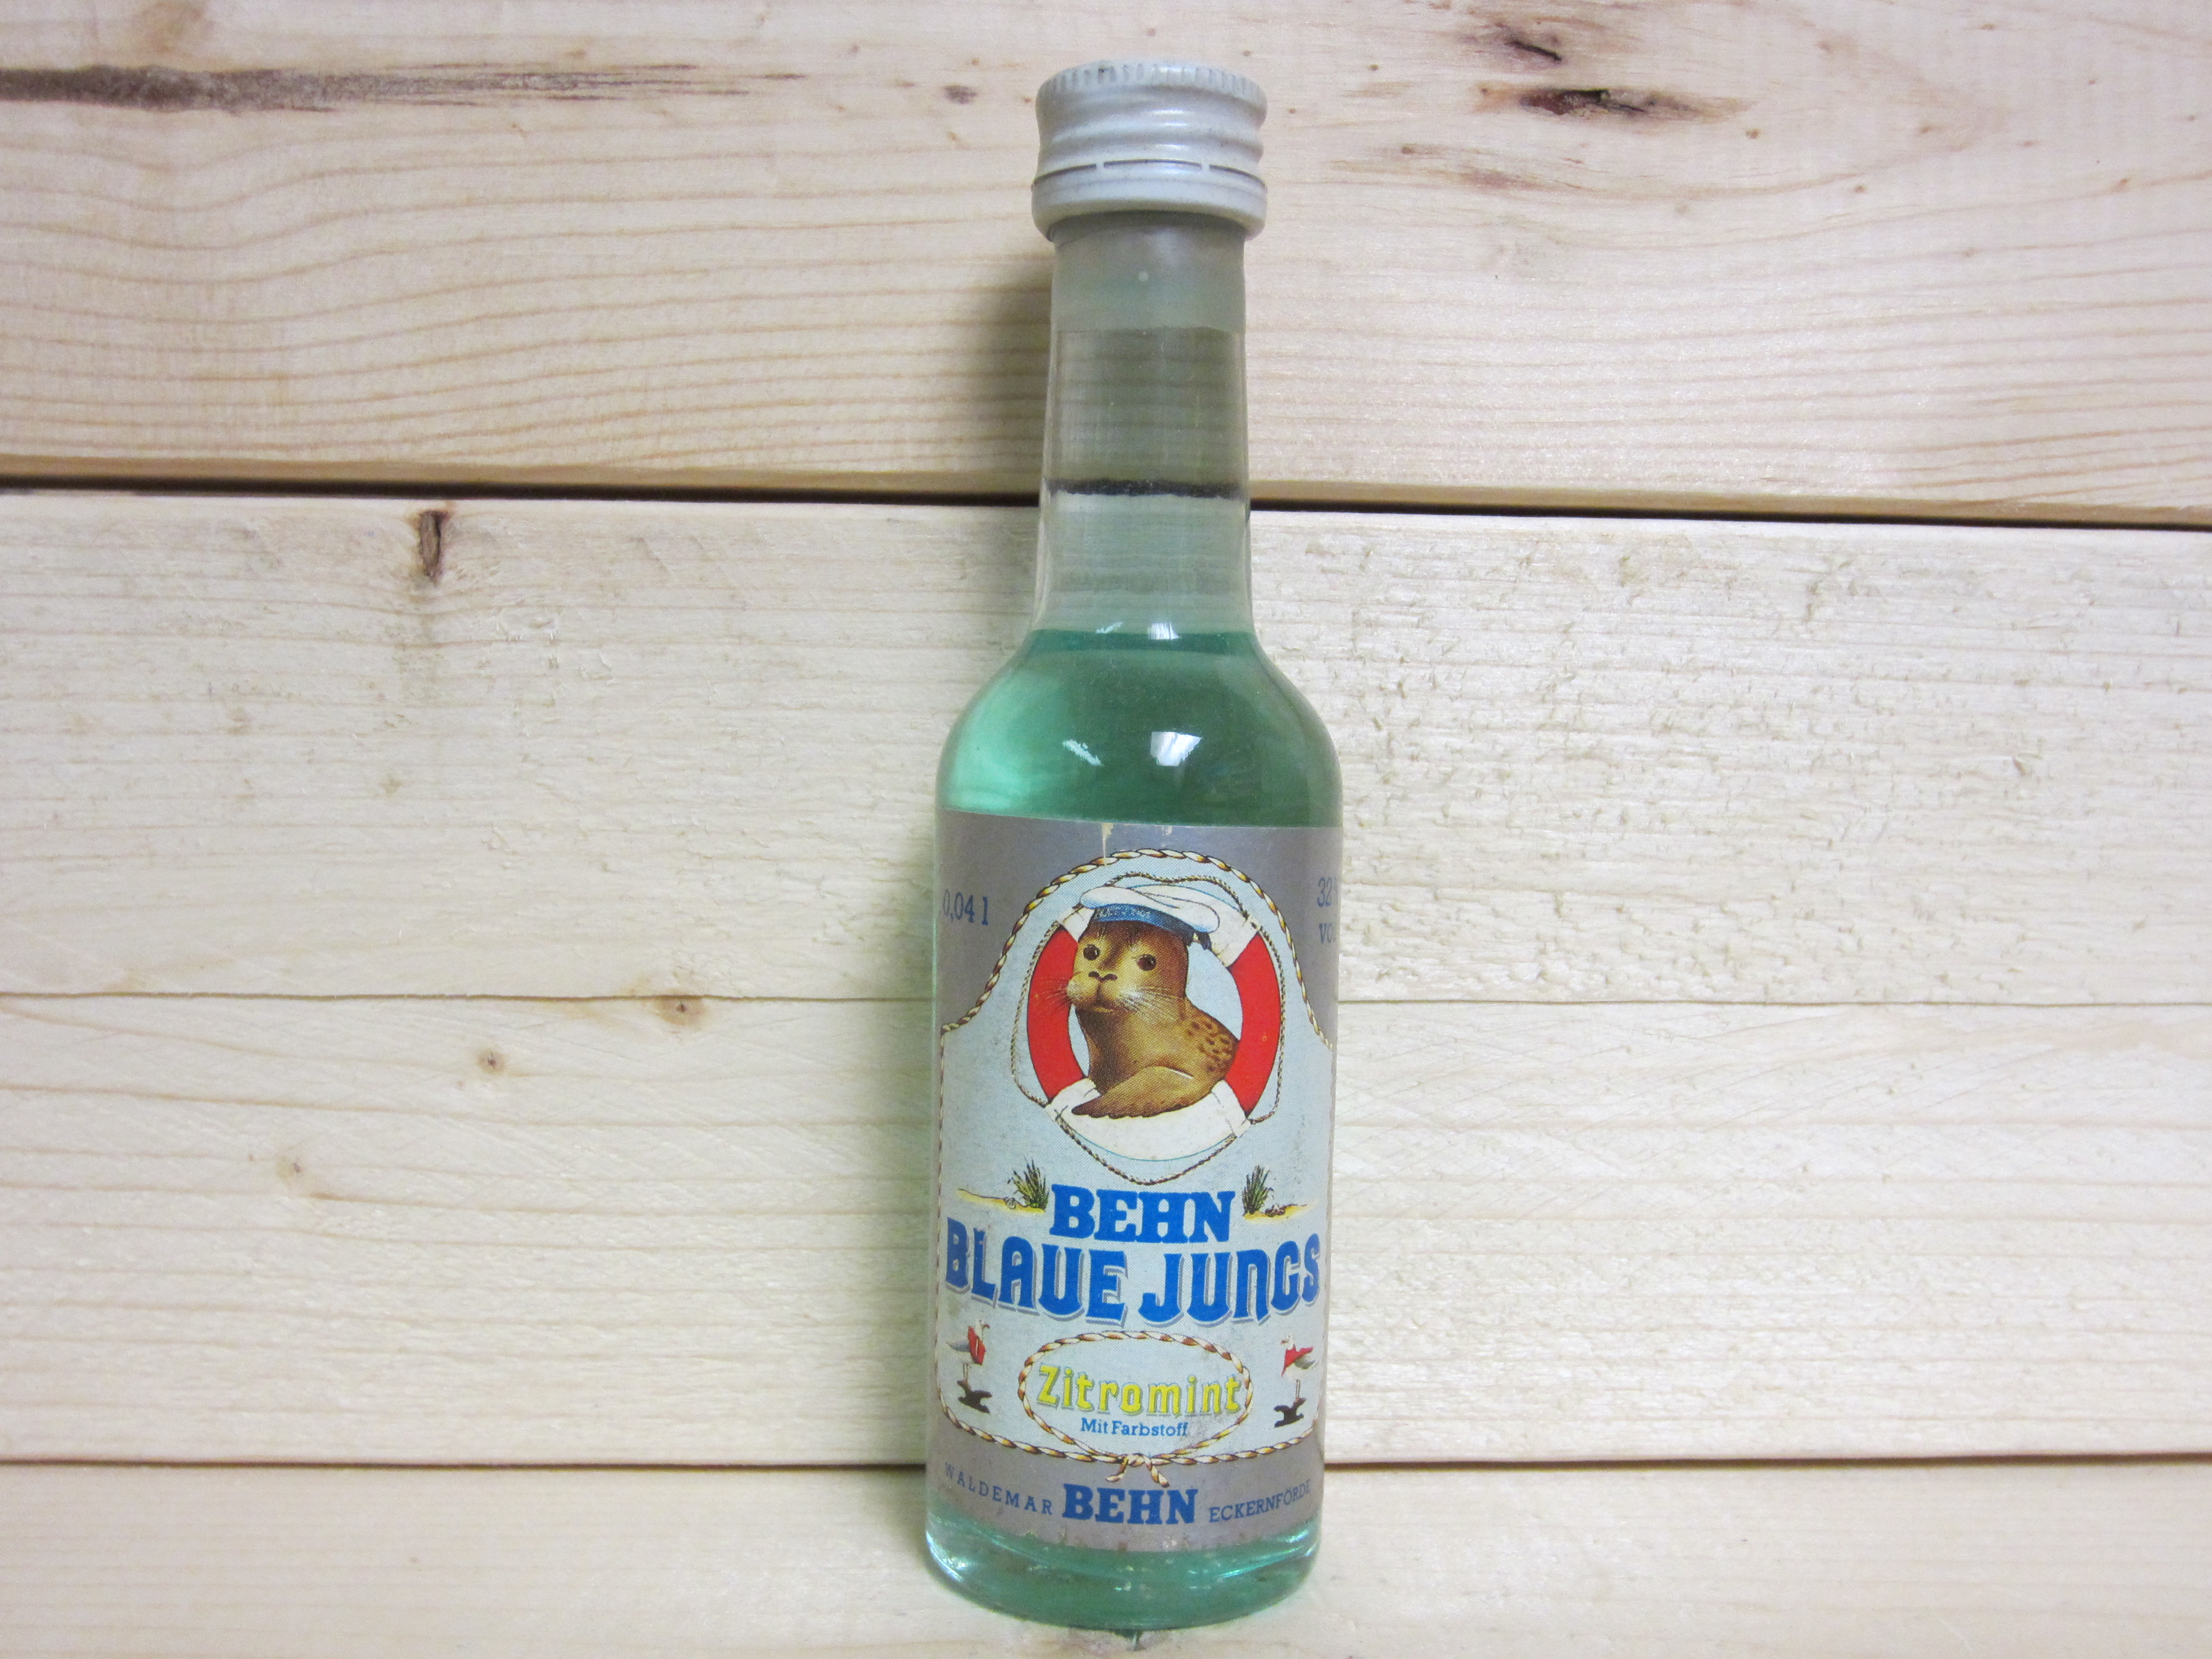 0,04 l
32
BEHN
BLAUE JUNGS
Zitromint
Mit Farbstoff
WALDEMAR BEHN ECKERNFÖRDE